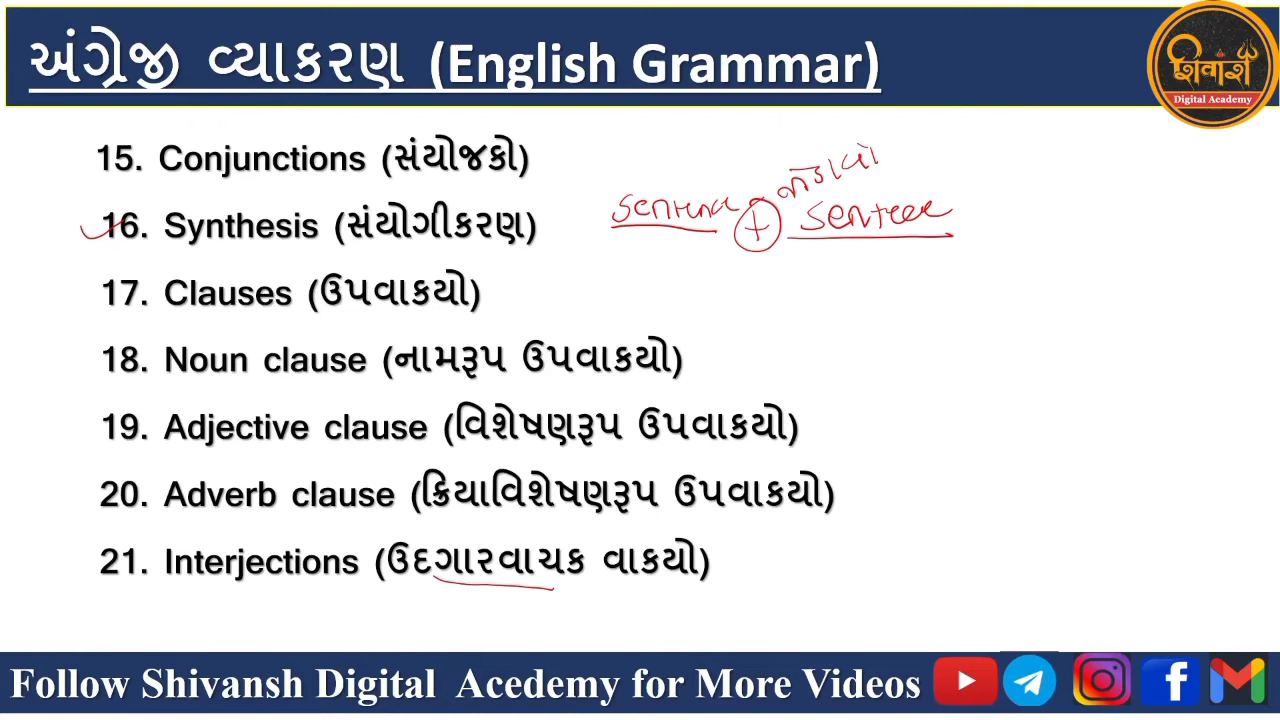 અંગ્રેજી વ્યાકરણ (English Grammar)
शिवांश
Digital Academy
15. Conjunctions (સંયોજકો)
16. Synthesis (સંયોગીકરણ)
+
17. Clauses (ઉપવાકયો)
18. Noun clause (નામરૂપ ઉપવાકયો)
19. Adjective clause (વિશેષણરૂપ ઉપવાકયો)
20. Adverb clause (ક્રિયાવિશેષણરૂપ ઉપવાકયો)
21. Interjections (ઉદગારવાચક વાકયો)
Follow Shivansh Digital Acedemy for More Videos